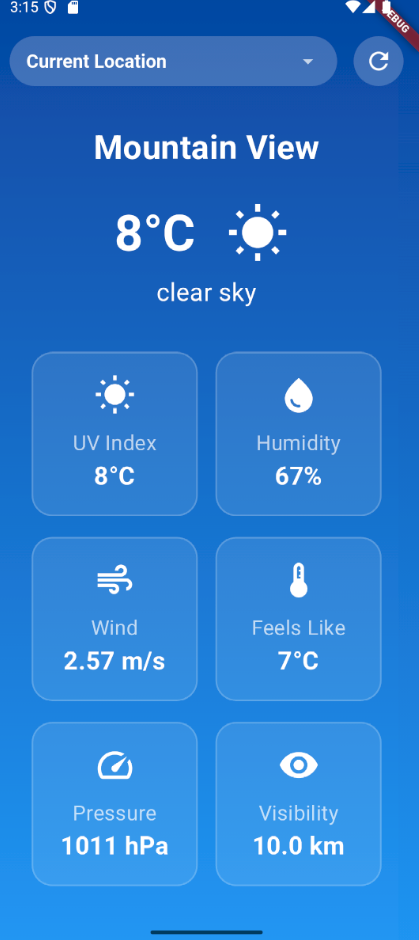 3:15
EBUG
Current Location
Mountain View
8°C
clear sky
UV Index
8°C
Humidity
67%
Wind
2.57 m/s
Feels Like
7°C
Pressure
1011 hPa
Visibility
10.0 km